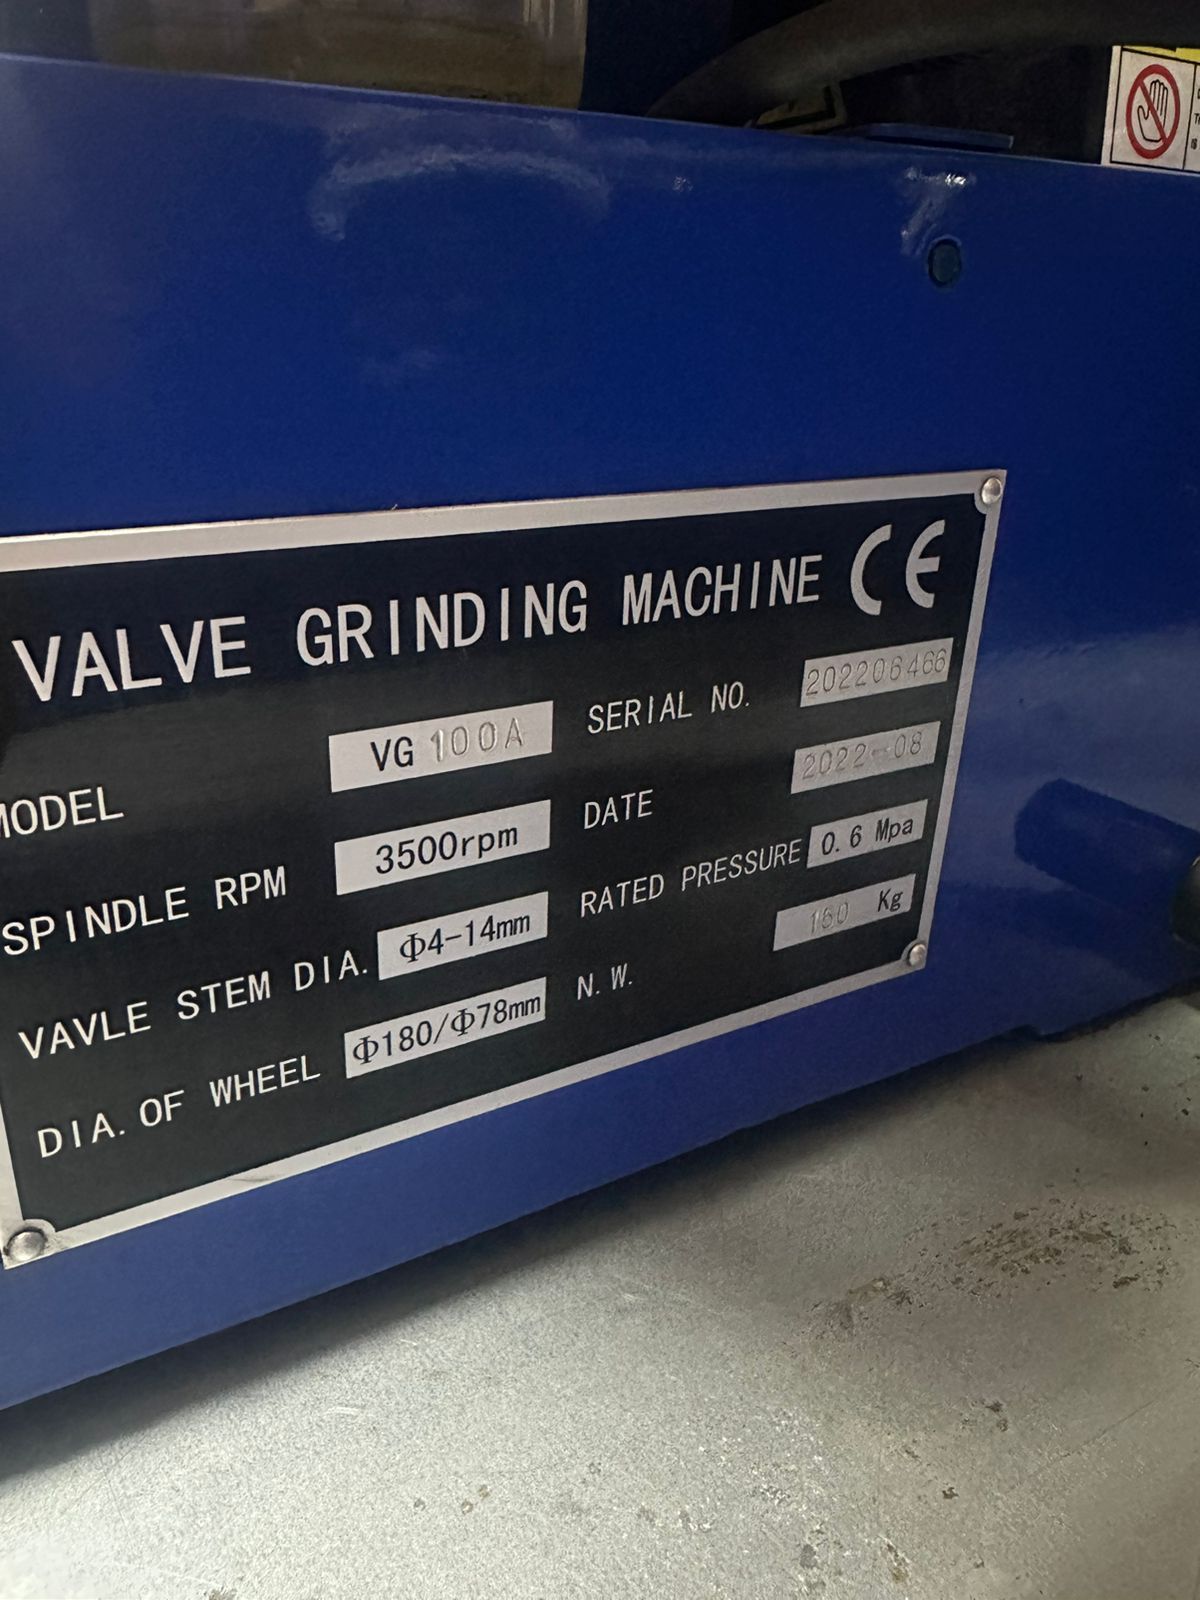 VALVE GRINDING MACHINE CE
MODEL VG 100A
SERIAL NO. 202206466
SPINDLE RPM 3500rpm
DATE 2022-08
VAVLE STEM DIA. Φ4-14mm
RATED PRESSURE 0.6 Mpa
DIA. OF WHEEL Φ180/Φ78mm
N.W. Kg